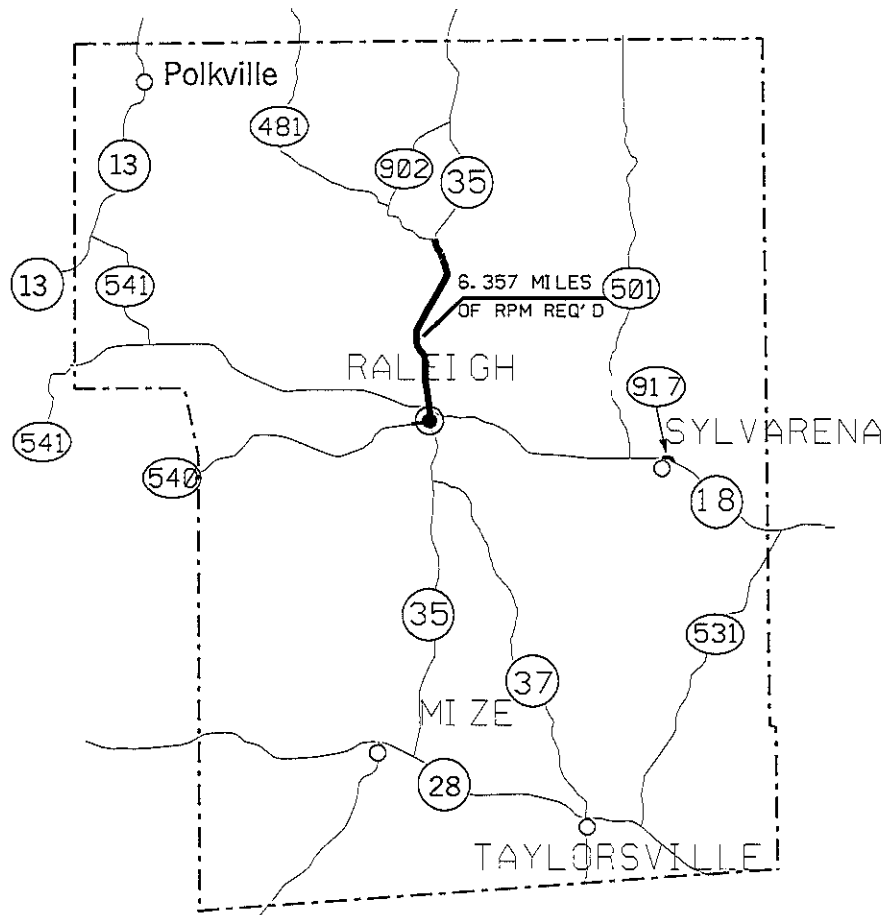 Polkville
481
13
902
35
13
541
6.357 MILES
OF RPM REQ'D
501
RALEIGH
917
541
SYLVARENA
540
18
35
531
37
MIZE
28
TAYLORSVILLE